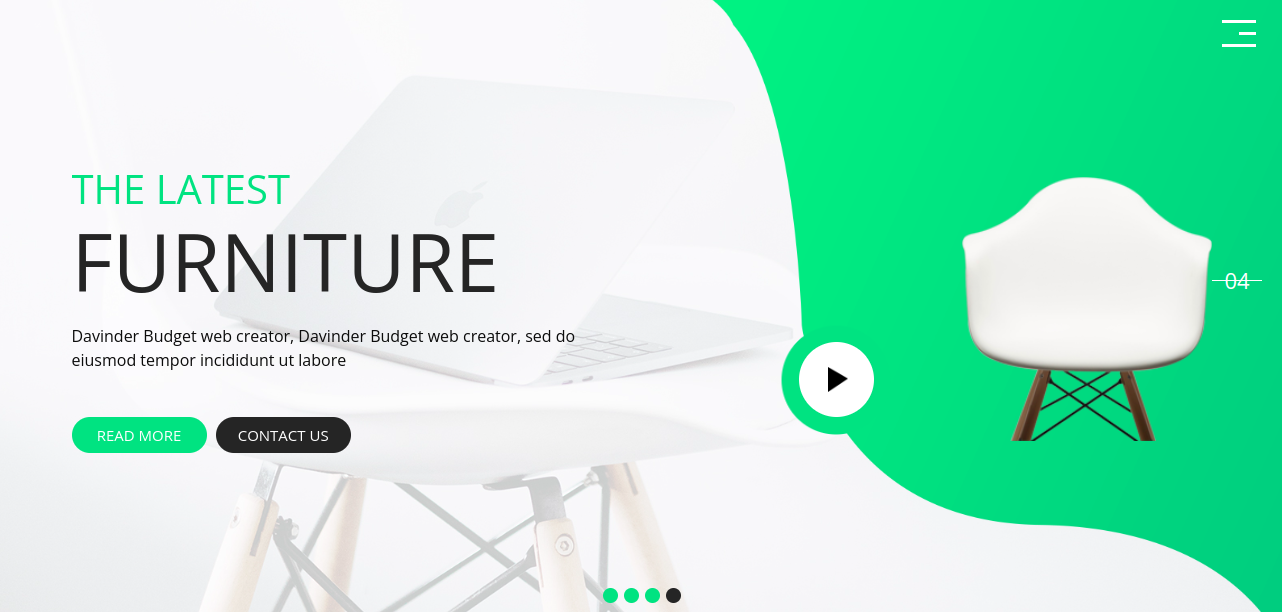 THE LATEST
FURNITURE
Davinder Budget web creator, Davinder Budget web creator, sed do
eiusmod tempor incididunt ut labore
READ MORE
CONTACT US
04